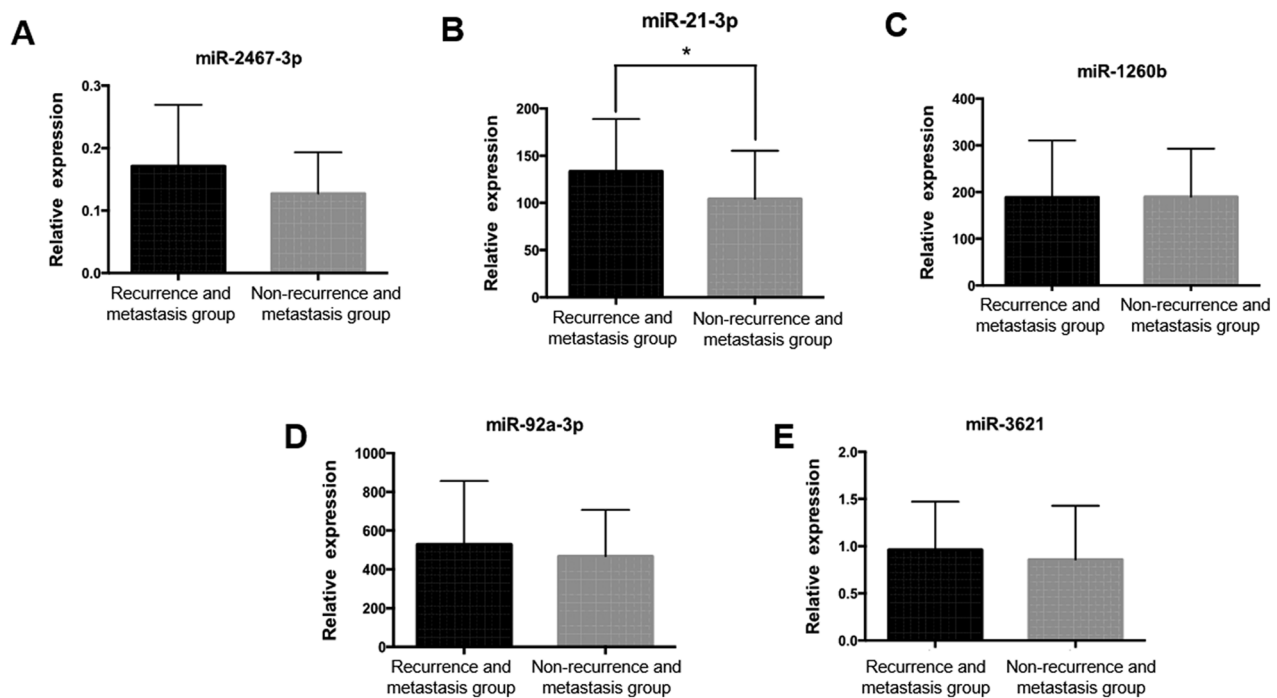 A
miR-2467-3p
Relative expression
0.3
0.2
0.1
0.0
Recurrence and
metastasis group
Non-recurrence and
metastasis group
B
miR-21-3p
*
Relative expression
200
150
100
50
0
Recurrence and
metastasis group
Non-recurrence and
metastasis group
C
miR-1260b
Relative expression
400
300
200
100
0
Recurrence and
metastasis group
Non-recurrence and
metastasis group
D
miR-92a-3p
Relative expression
1000
800
600
400
200
0
Recurrence and
metastasis group
Non-recurrence and
metastasis group
E
miR-3621
Relative expression
2.0
1.5
1.0
0.5
0.0
Recurrence and
metastasis group
Non-recurrence and
metastasis group